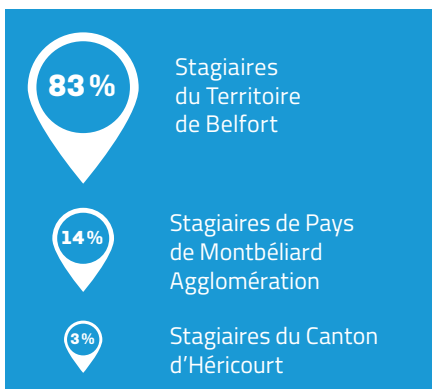 83 %
Stagiaires
du Territoire
de Belfort
14 %
Stagiaires de Pays
de Montbéliard
Agglomération
3 %
Stagiaires du Canton
d’Héricourt